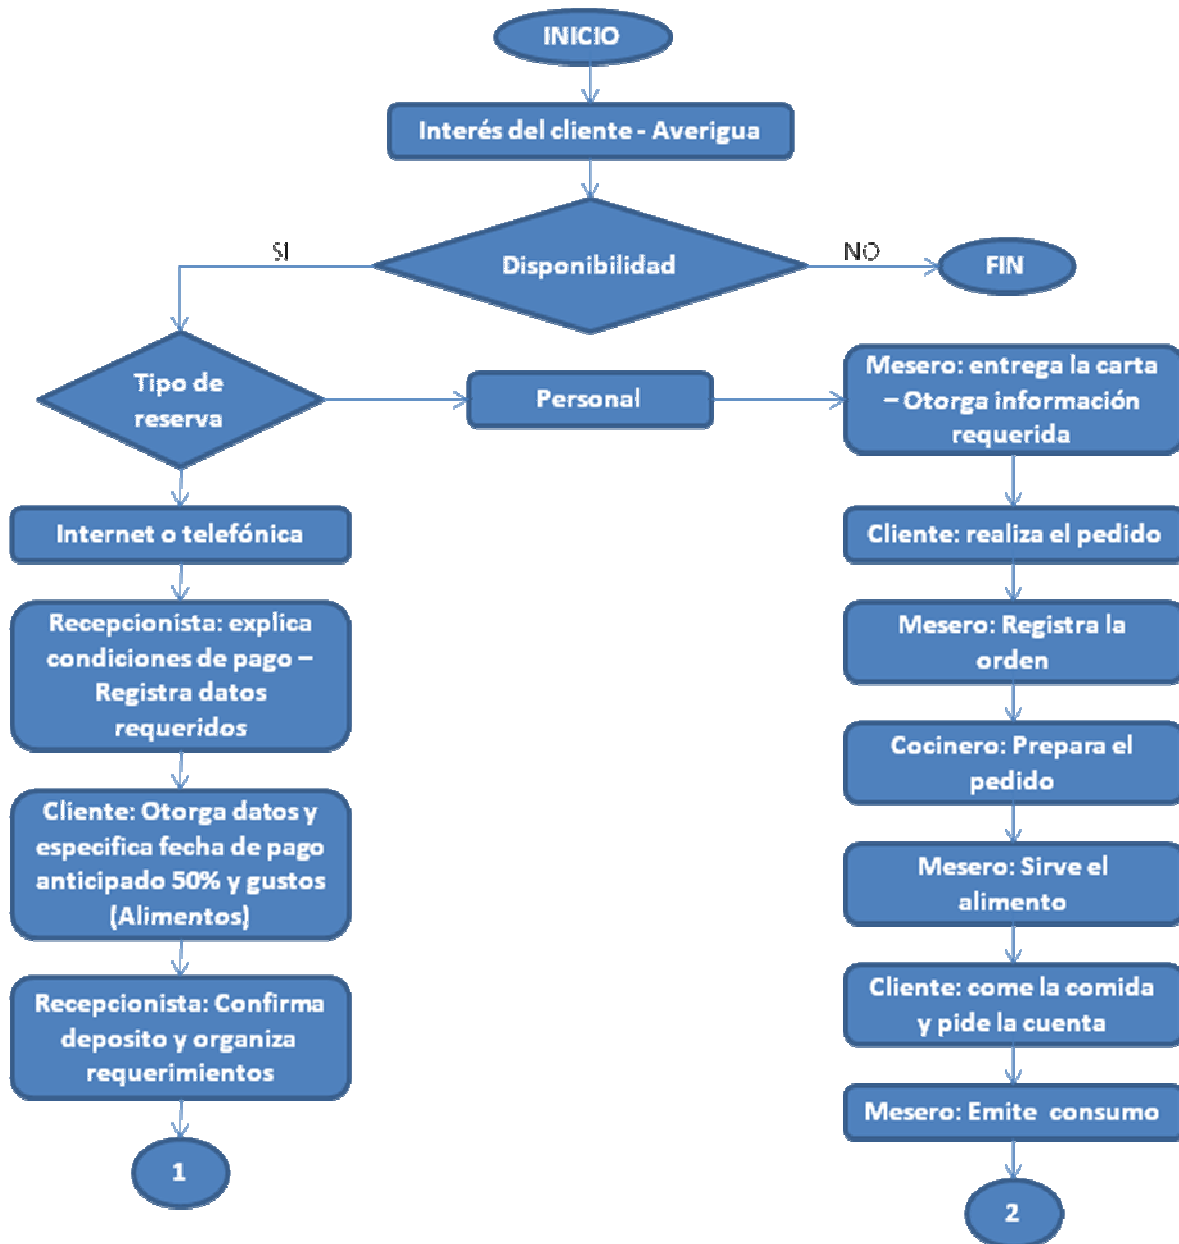 INICIO
Interés del cliente - Averigua
Disponibilidad
SI
NO
FIN
Tipo de
reserva
Personal
Mesero: entrega la carta
– Otorga información
requerida
Internet o telefónica
Cliente: realiza el pedido
Recepcionista: explica
condiciones de pago –
Registra datos
requeridos
Mesero: Registra la
orden
Cocinero: Prepara el
pedido
Cliente: Otorga datos y
especifica fecha de pago
anticipado 50% y gustos
(Alimentos)
Mesero: Sirve el
alimento
Recepcionista: Confirma
deposito y organiza
requerimientos
Cliente: come la comida
y pide la cuenta
Mesero: Emite consumo
1
2